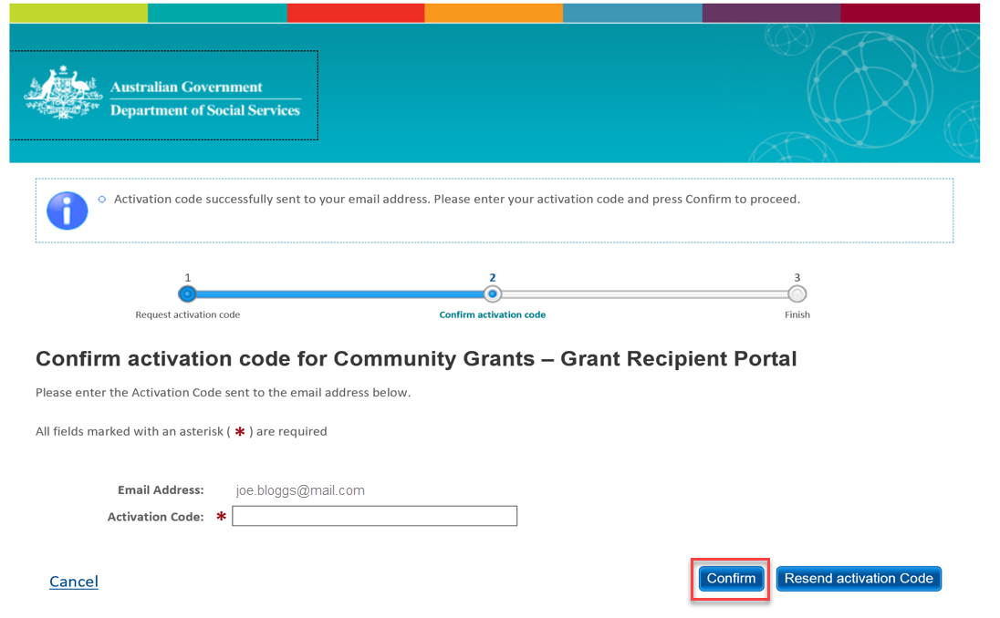 Australian Government
Department of Social Services
Activation code successfully sent to your email address. Please enter your activation code and press Confirm to proceed.
1 2 3
Request activation code Confirm activation code Finish
Confirm activation code for Community Grants – Grant Recipient Portal
Please enter the Activation Code sent to the email address below.
All fields marked with an asterisk ( * ) are required
Email Address: joe.bloggs@mail.com
Activation Code: *
Cancel Confirm Resend activation Code